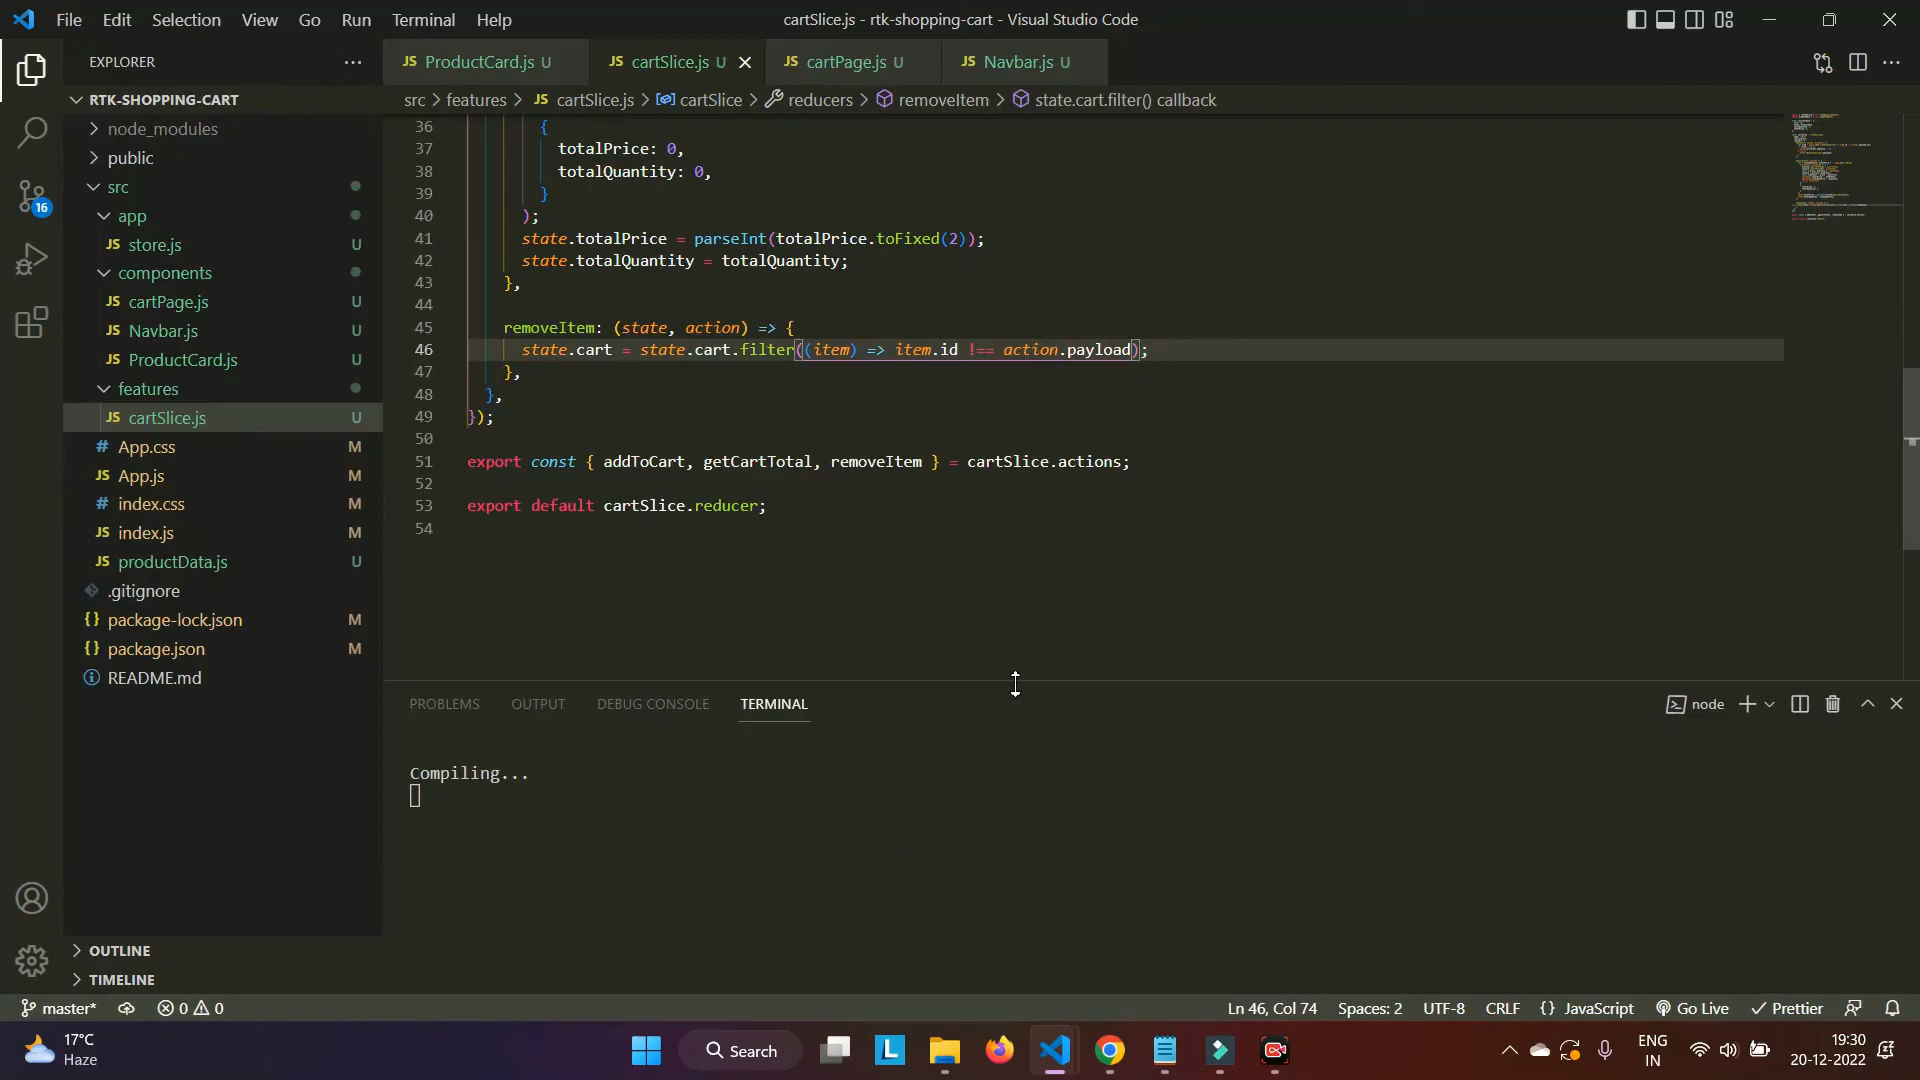 File Edit Selection View Go Run Terminal Help
cartSlice.js - rtk-shopping-cart - Visual Studio Code
EXPLORER
RTK-SHOPPING-CART
node_modules
public
src
app
JS store.js U
components
JS cartPage.js U
JS Navbar.js U
JS ProductCard.js U
features
JS cartSlice.js U
# App.css M
JS App.js M
# index.css M
JS index.js M
JS productData.js U
.gitignore
{} package-lock.json M
{} package.json M
README.md
OUTLINE
TIMELINE
16
JS ProductCard.js U JS cartSlice.js U JS cartPage.js U JS Navbar.js U
src > features > JS cartSlice.js > cartSlice > reducers > removeItem > state.cart.filter() callback
36 {
37 totalPrice: 0,
38 totalQuantity: 0,
39 }
40 );
41 state.totalPrice = parseInt(totalPrice.toFixed(2));
42 state.totalQuantity = totalQuantity;
43 },
44
45 removeItem: (state, action) => {
46 state.cart = state.cart.filter((item) => item.id !== action.payload);
47 },
48 },
49 });
50
51 export const { addToCart, getCartTotal, removeItem } = cartSlice.actions;
52
53 export default cartSlice.reducer;
54
PROBLEMS OUTPUT DEBUG CONSOLE TERMINAL
node
Compiling...
master* 0 0
Ln 46, Col 74 Spaces: 2 UTF-8 CRLF {} JavaScript Go Live Prettier
17°C
Haze
Search
L
ENG
IN
19:30
20-12-2022